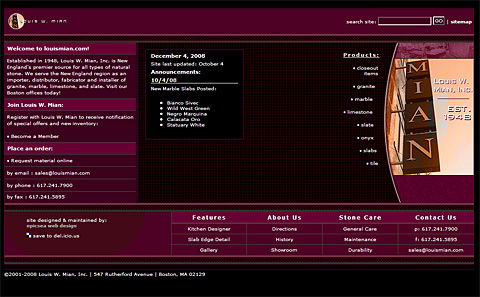 LOUIS W. MIAN
search site: GO | sitemap
Welcome to louismian.com!
Established in 1948, Louis W. Mian, Inc. is New
England's premier source for all types of natural
stone. We serve the New England region as an
importer, distributor, fabricator and installer of
granite, marble, limestone, and slate. Visit our
Boston offices today!
Join Louis W. Mian:
Register with Louis W. Mian to receive notification
of special offers and new inventory:
Become a Member
Place an order:
Request material online
by email : sales@louismian.com
by phone : 617.241.7900
by fax : 617.241.5895
December 4, 2008
Site last updated: October 4
Announcements:
10/4/08
New Marble Slabs Posted:
Bianco Sivec
Wild West Green
Negro Marquina
Calacata Oro
Statuary White
Products:
closeout
items
granite
marble
limestone
slate
onyx
slabs
tile
MIAN
LOUIS W.
MIAN, INC.
EST.
1948
site designed & maintained by:
epicsea web design
save to del.icio.us
Features
Kitchen Designer
Slab Edge Detail
Gallery
About Us
Directions
History
Showroom
Stone Care
General Care
Maintenance
Durability
Contact Us
p: 617.241.7900
f: 617.241.5895
sales@louismian.com
©2001-2008 Louis W. Mian, Inc. | 547 Rutherford Avenue | Boston, MA 02129